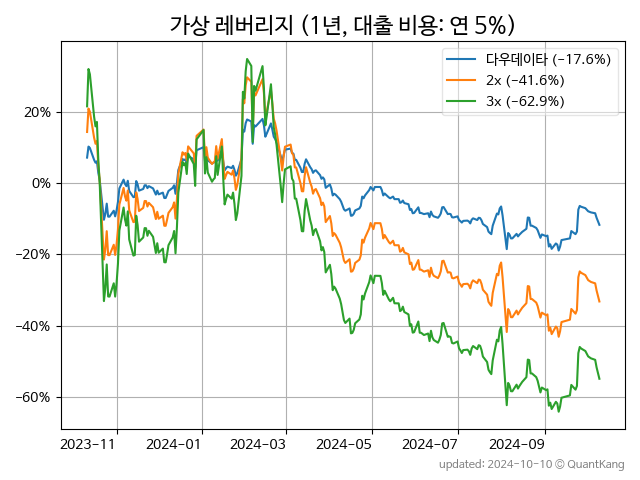 가상 레버리지 (1년, 대출 비용: 연 5%)
다우데이타 (-17.6%)
2x (-41.6%)
3x (-62.9%)
20%
0%
-20%
-40%
-60%
2023-11
2024-01
2024-03
2024-05
2024-07
2024-09
updated: 2024-10-10 © QuantKang